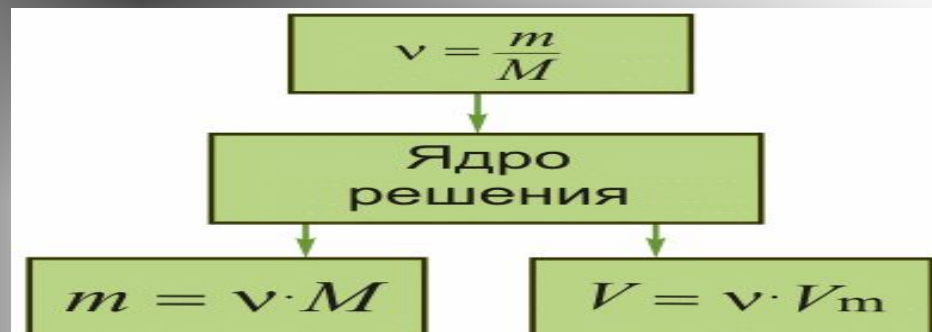 ν = m/M
Ядро
решения
m = ν · M
V = ν · Vm